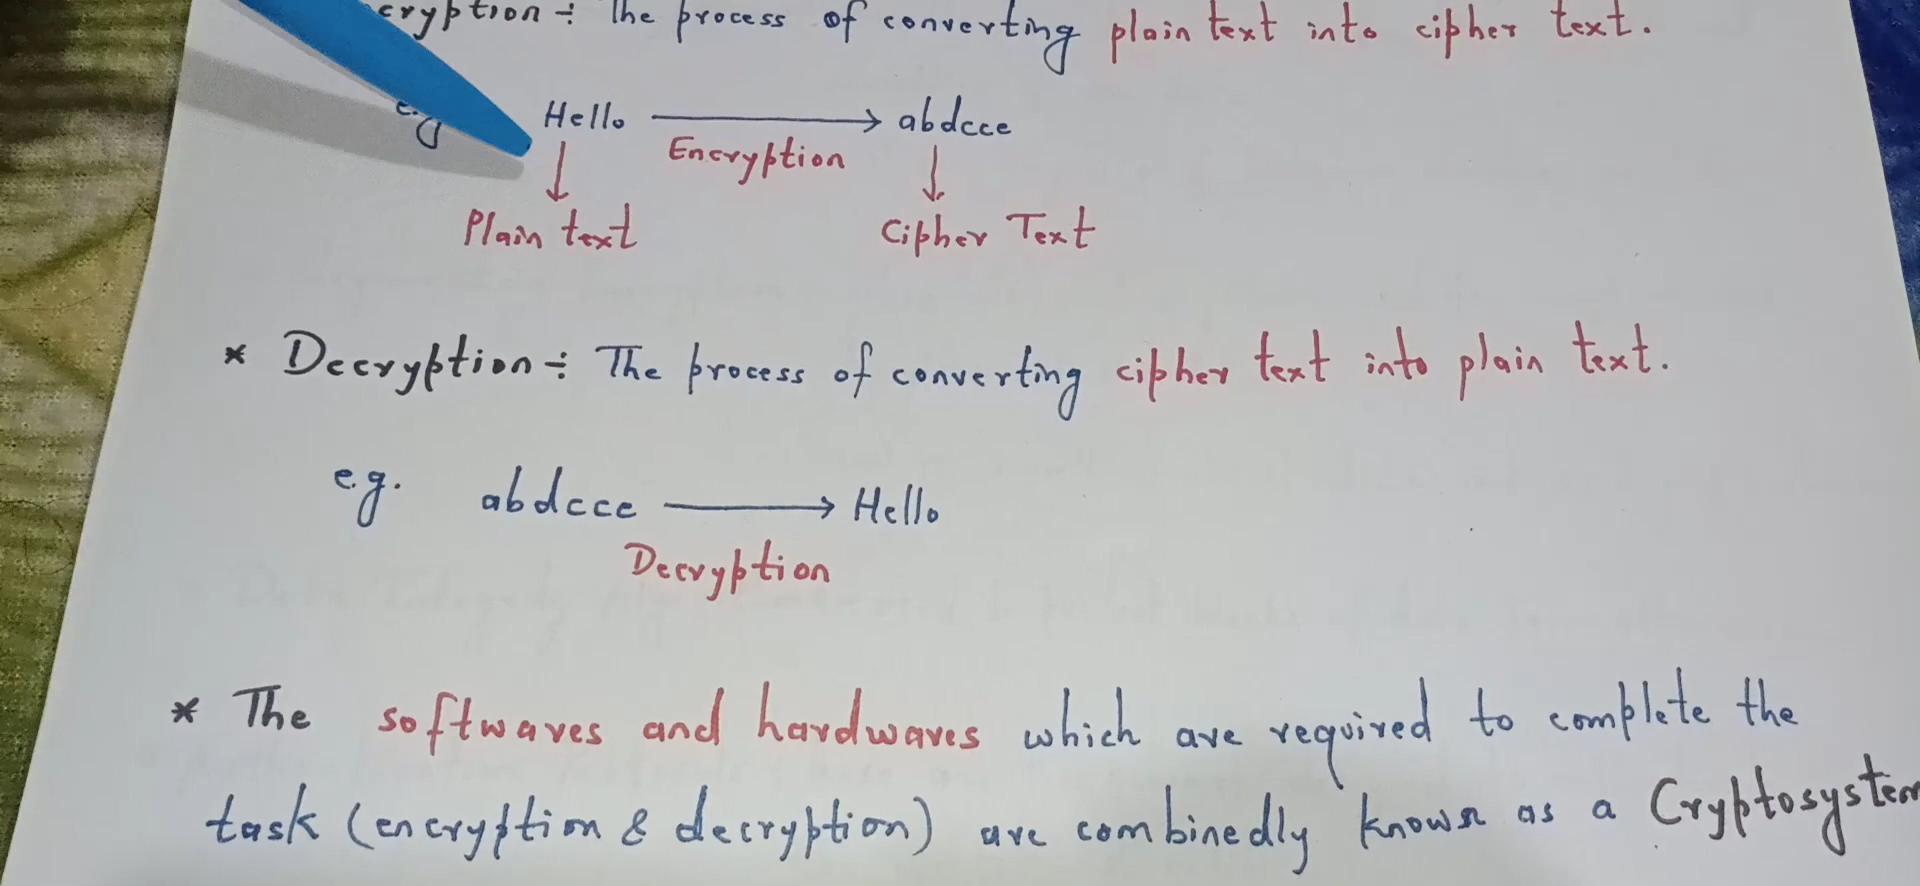 cryption ÷ The process of converting plain text into cipher text.
e.g Hello → abdcce
Encryption
↓ ↓
Plain text Cipher Text
* Decryption ÷ The process of converting cipher text into plain text.
e.g. abdcce → Hello
Decryption
* The softwares and hardwares which are required to complete the
task (encryption & decryption) are combinedly known as a Cryptosystem